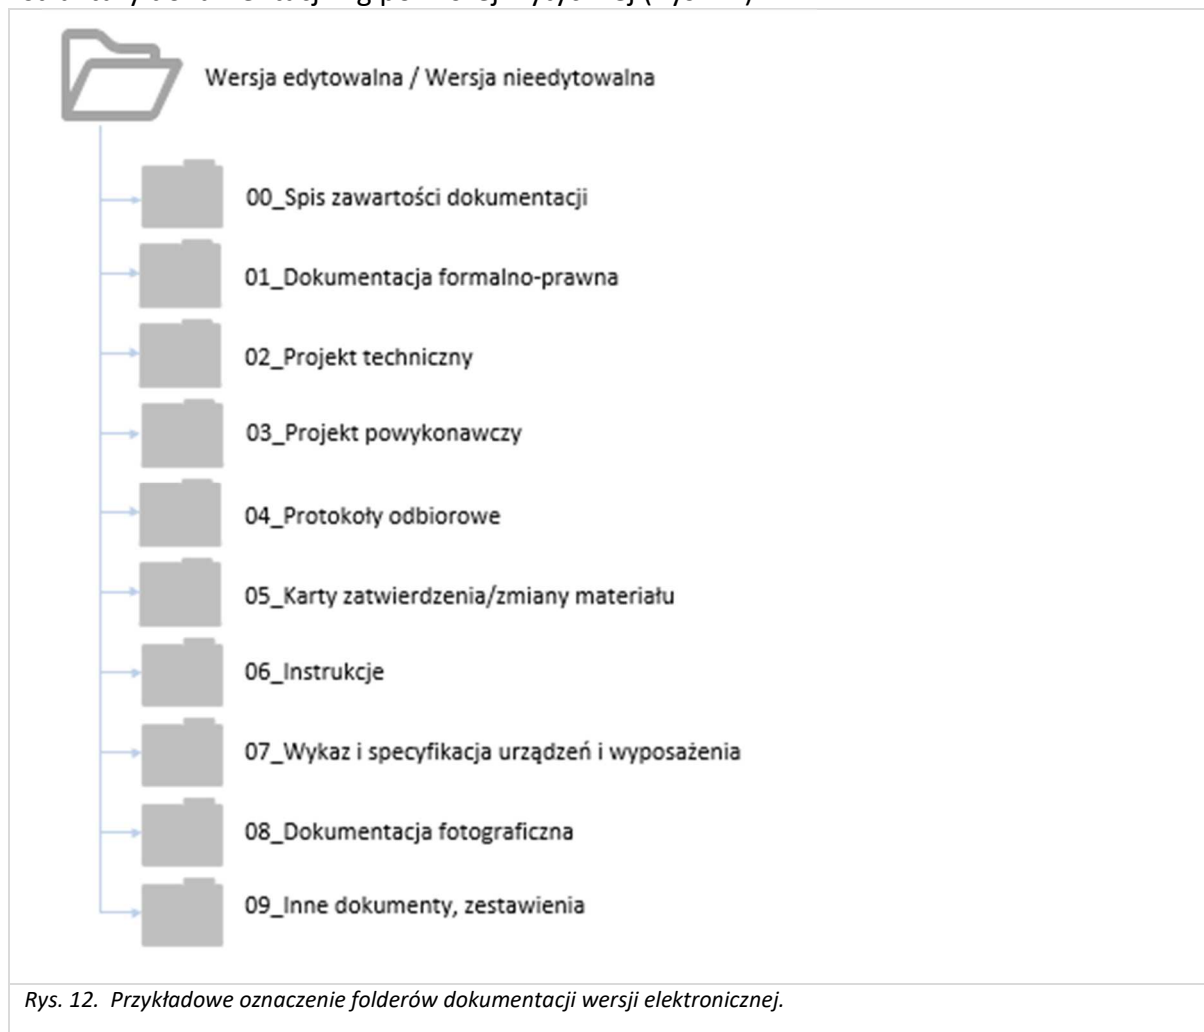 Wersja edytowalna / Wersja nieedytowalna
00_Spis zawartości dokumentacji
01_Dokumentacja formalno-prawna
02_Projekt techniczny
03_Projekt powykonawczy
04_Protokoły odbiorowe
05_Karty zatwierdzenia/zmiany materiału
06_Instrukcje
07_Wykaz i specyfikacja urządzeń i wyposażenia
08_Dokumentacja fotograficzna
09_Inne dokumenty, zestawienia
Rys. 12. Przykładowe oznaczenie folderów dokumentacji wersji elektronicznej.